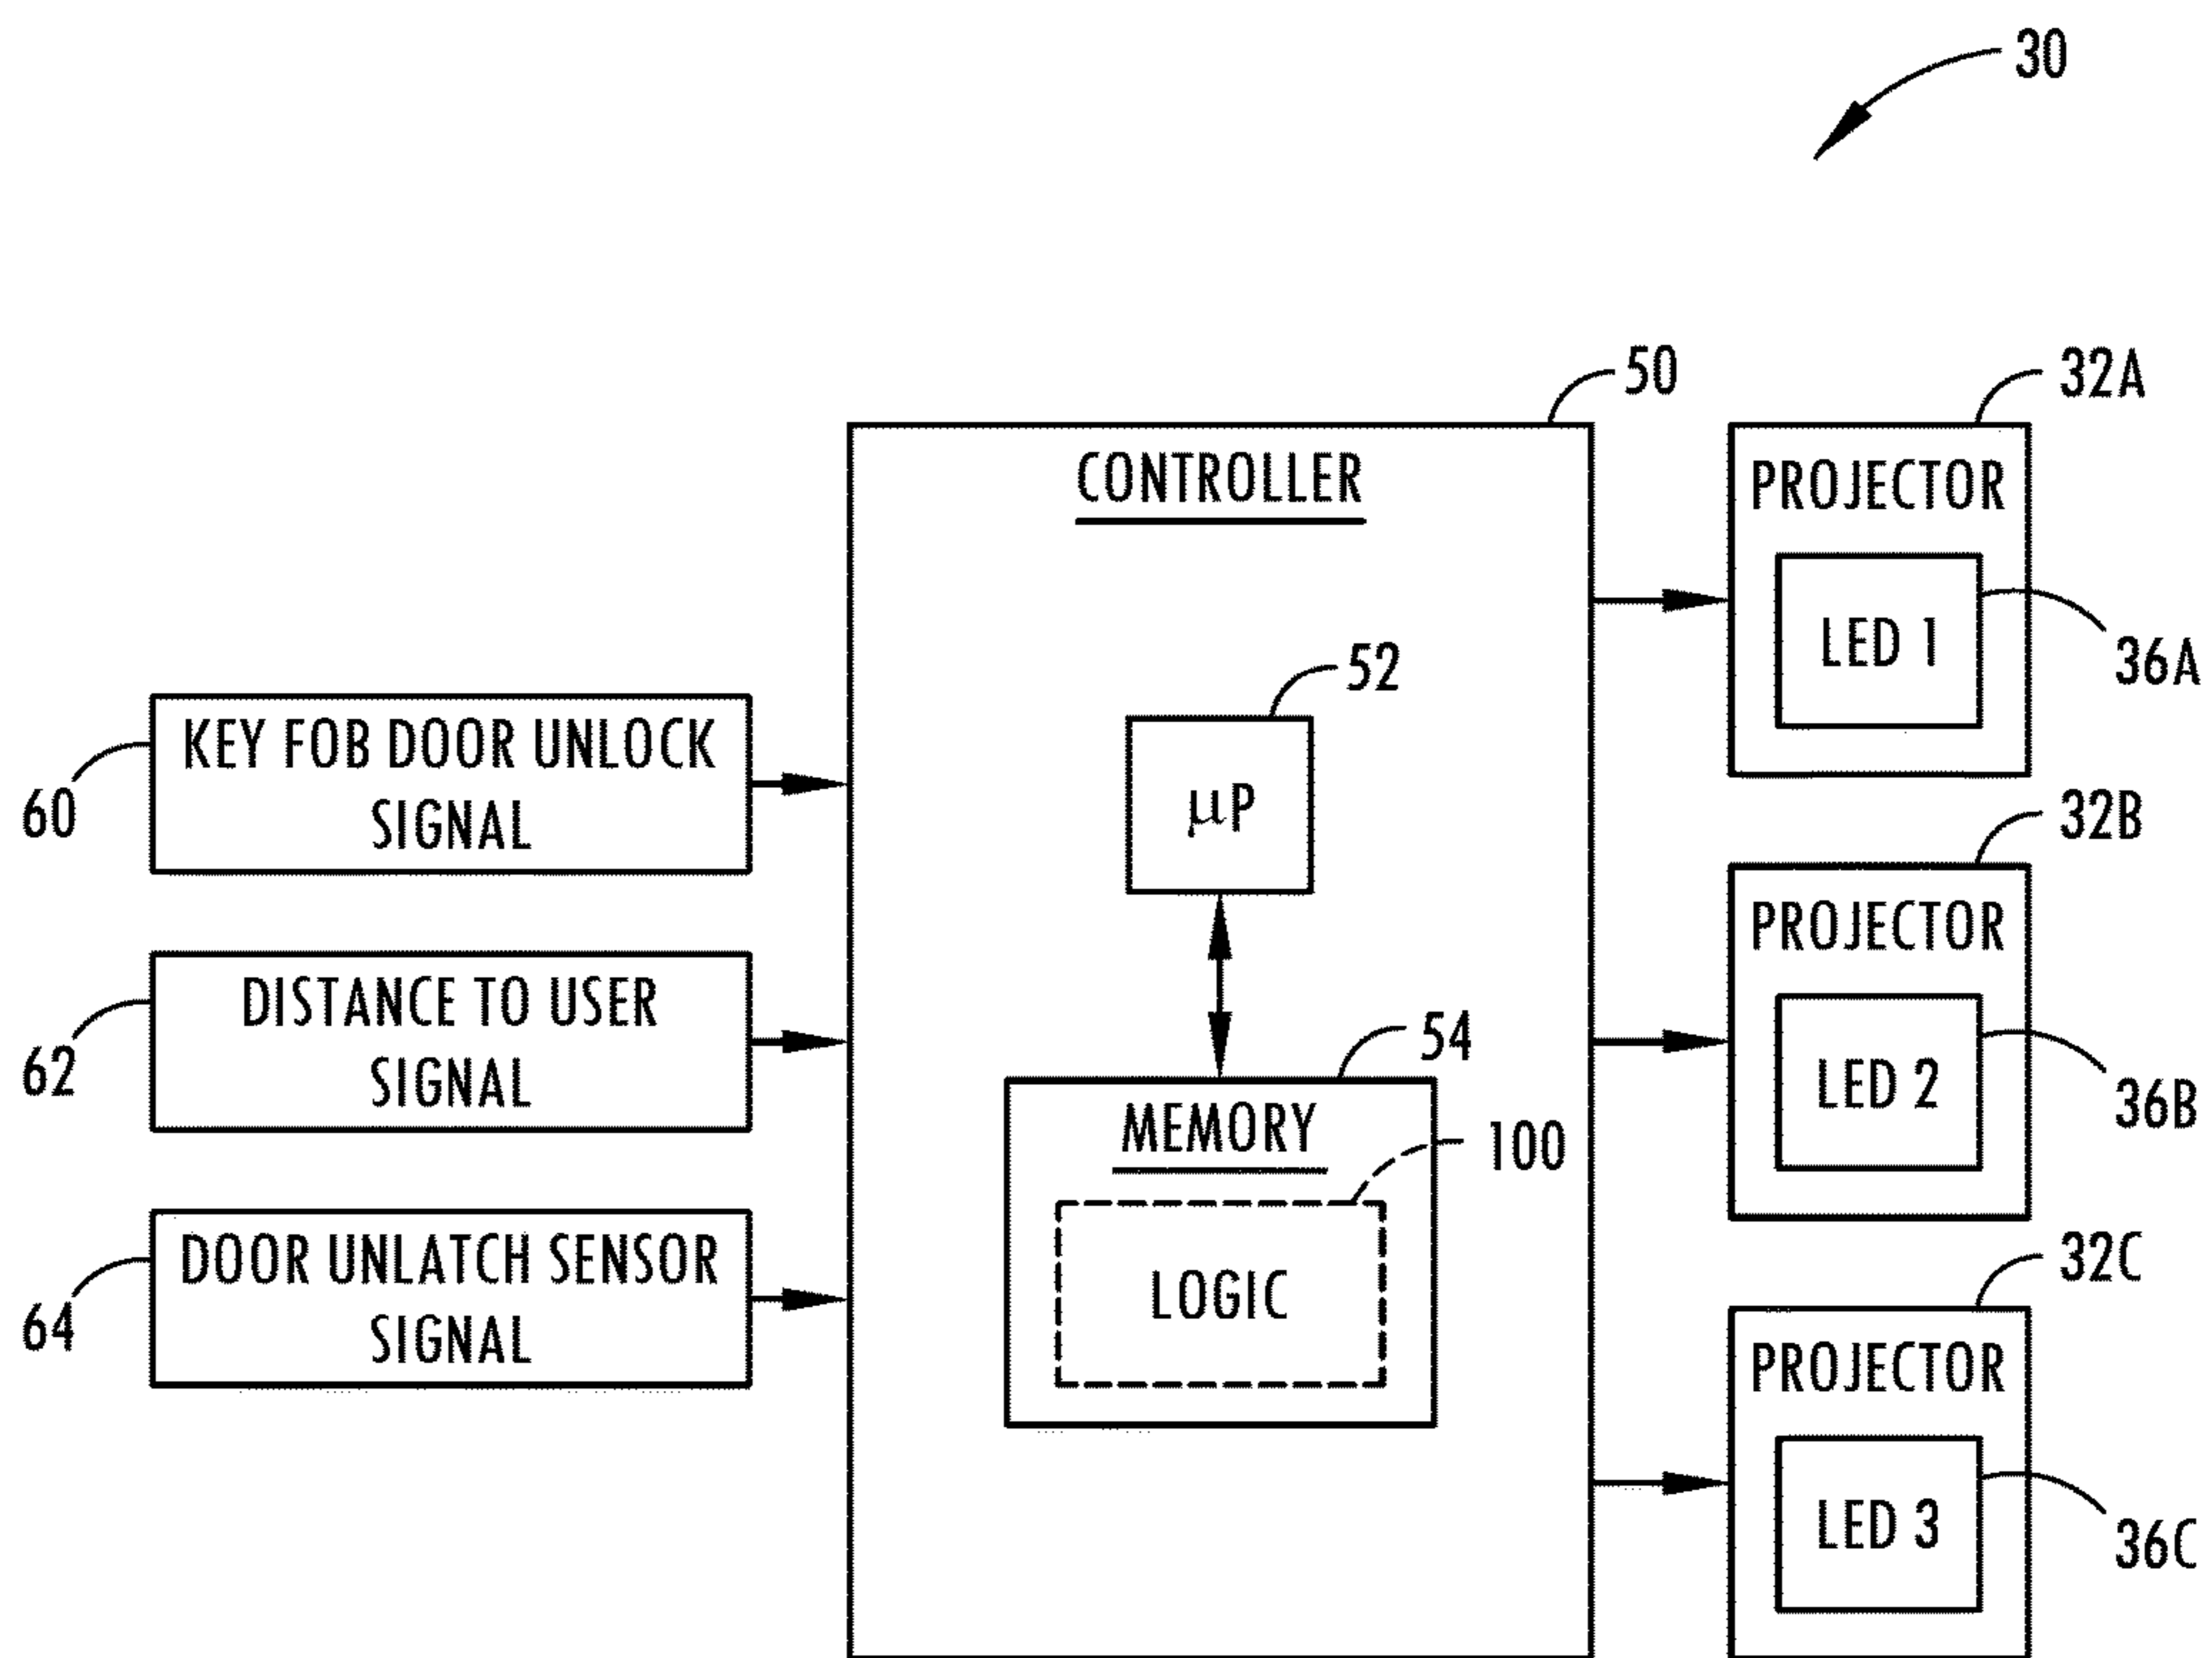 30
50
32A
CONTROLLER
PROJECTOR
LED 1
36A
52
μP
KEY FOB DOOR UNLOCK
SIGNAL
60
32B
PROJECTOR
LED 2
36B
DISTANCE TO USER
SIGNAL
62
54
MEMORY
100
LOGIC
DOOR UNLATCH SENSOR
SIGNAL
64
32C
PROJECTOR
LED 3
36C